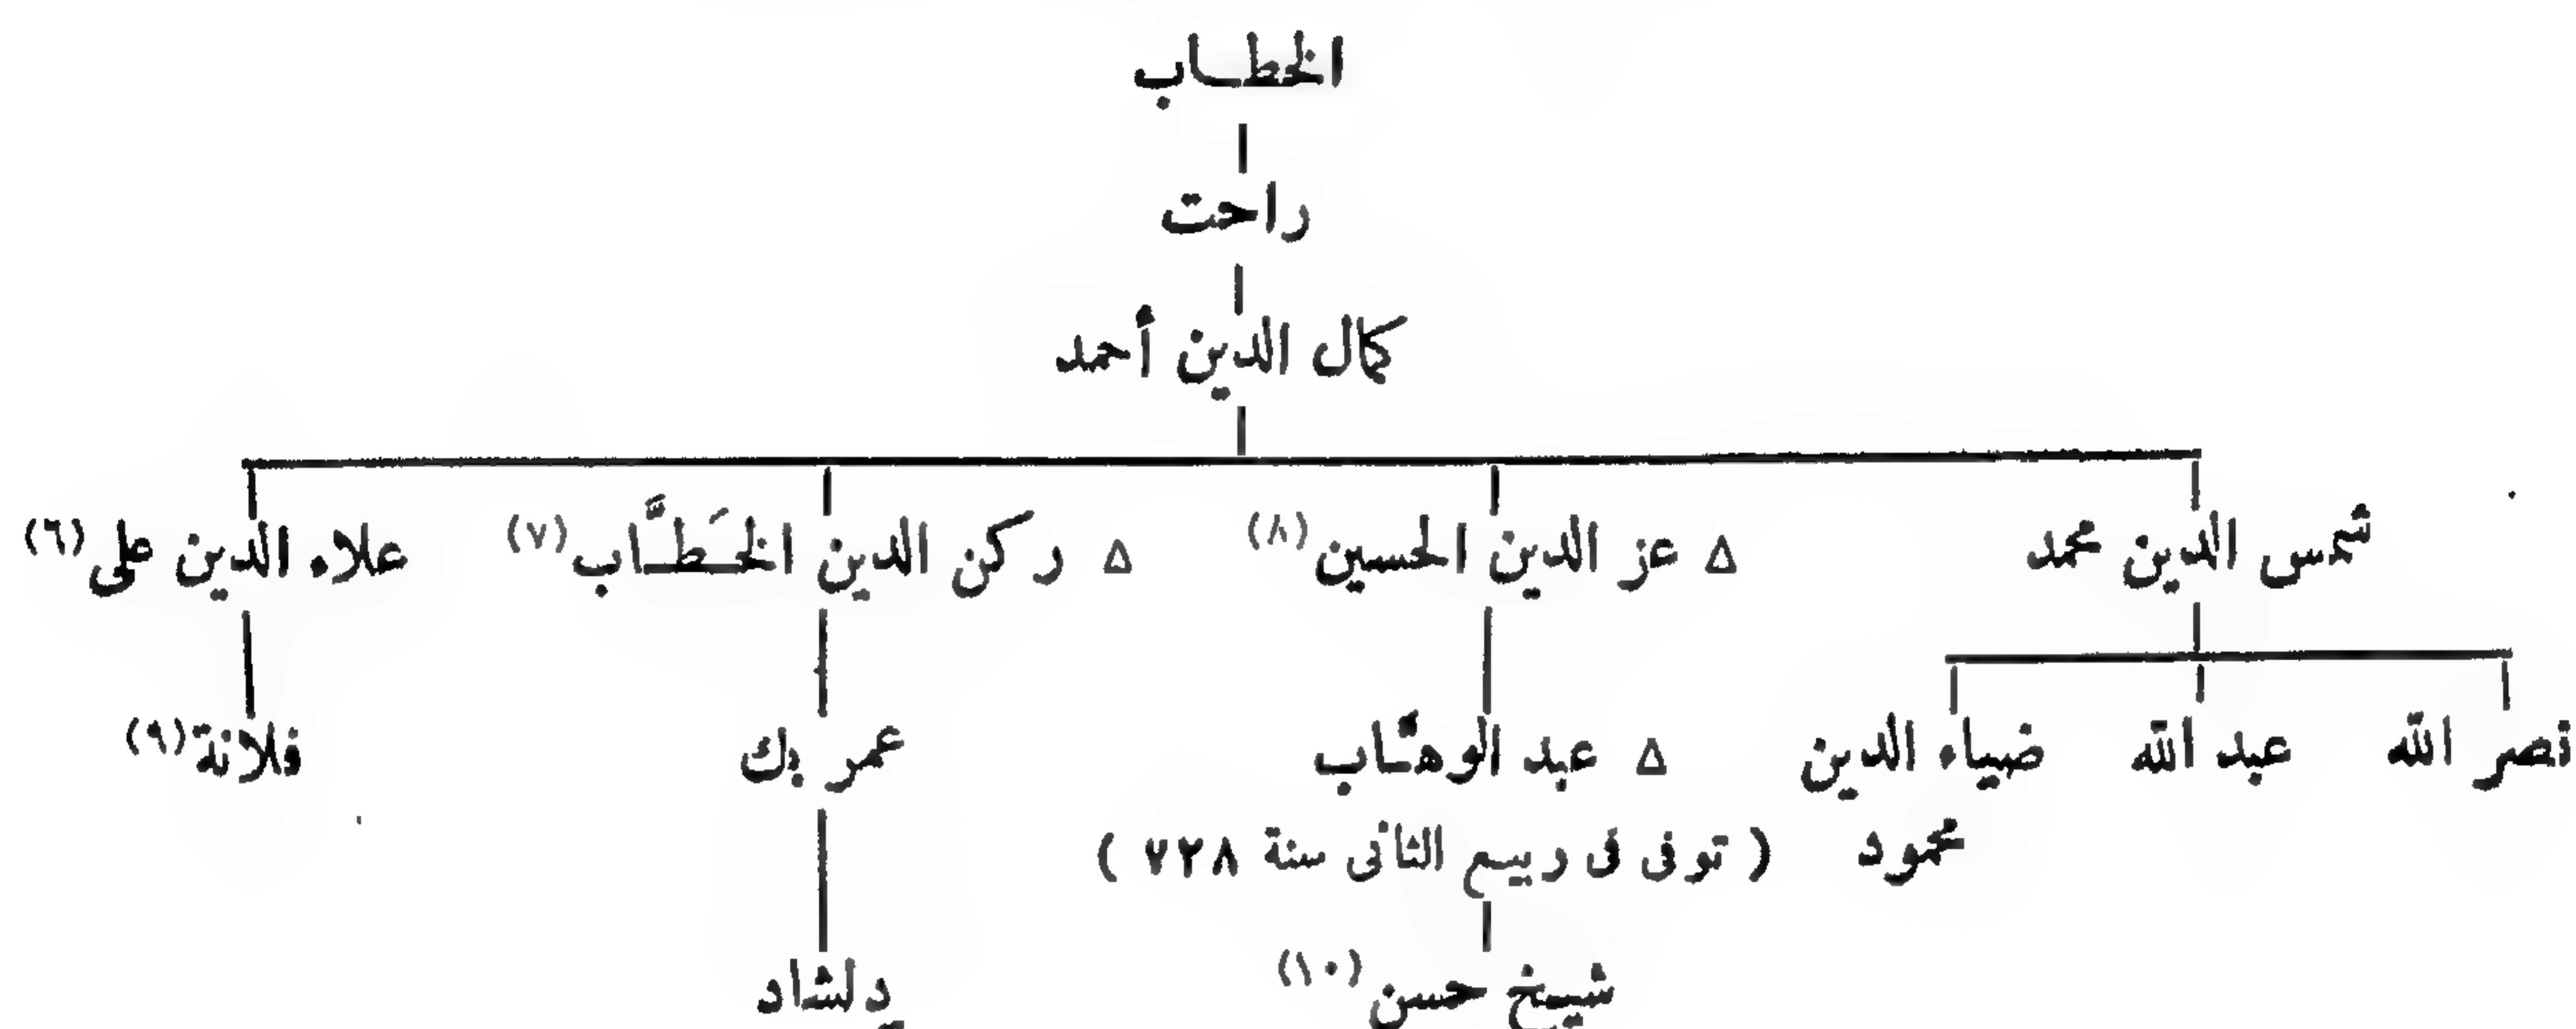 الخطاب
راحت
كمال الدين أحمد
شمس الدين محمد △ عز الدين الحسين (٨) △ ركن الدين الخَطَّاب (٧) علاء الدين على (٦)
نصر الله عبد الله ضياء الدين △ عبد الوهَّاب عمر بك فلانة (٩)
محمود ( توفى فى ربيع الثانى سنة ٧٢٨ )
شيخ حسن (١٠) دلشاد